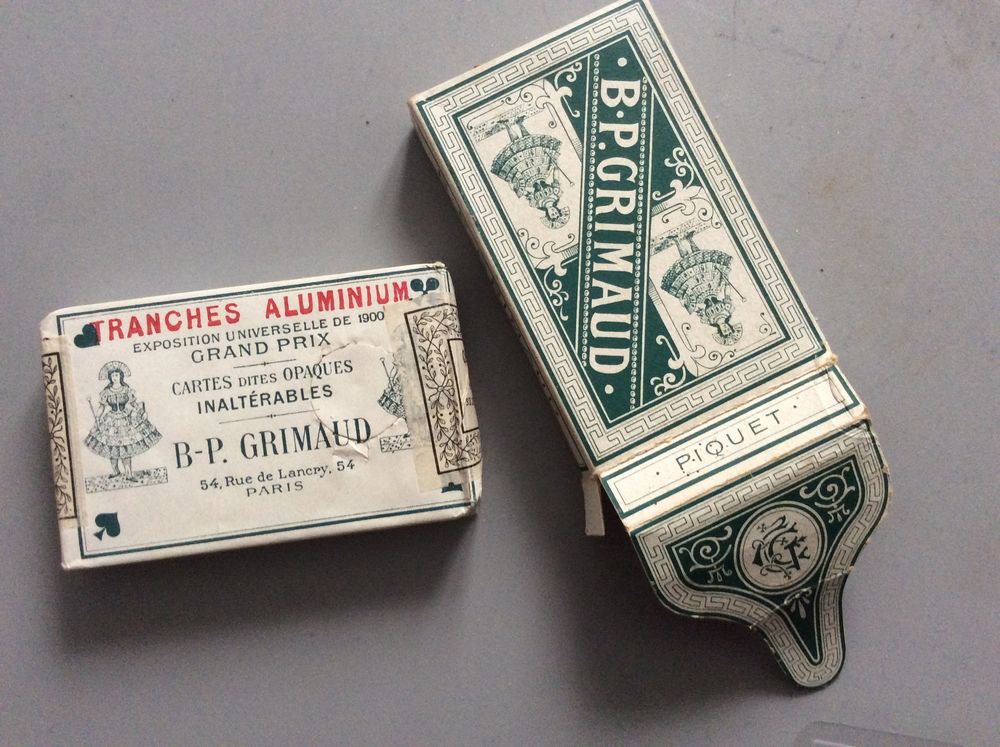 TRANCHES ALUMINIUM
EXPOSITION UNIVERSELLE DE 1900
GRAND PRIX
CARTES DITES OPAQUES
INALTÉRABLES
B-P. GRIMAUD
54, Rue de Lancry, 54
PARIS
· B·P.GRIMAUD ·
· PIQUET ·